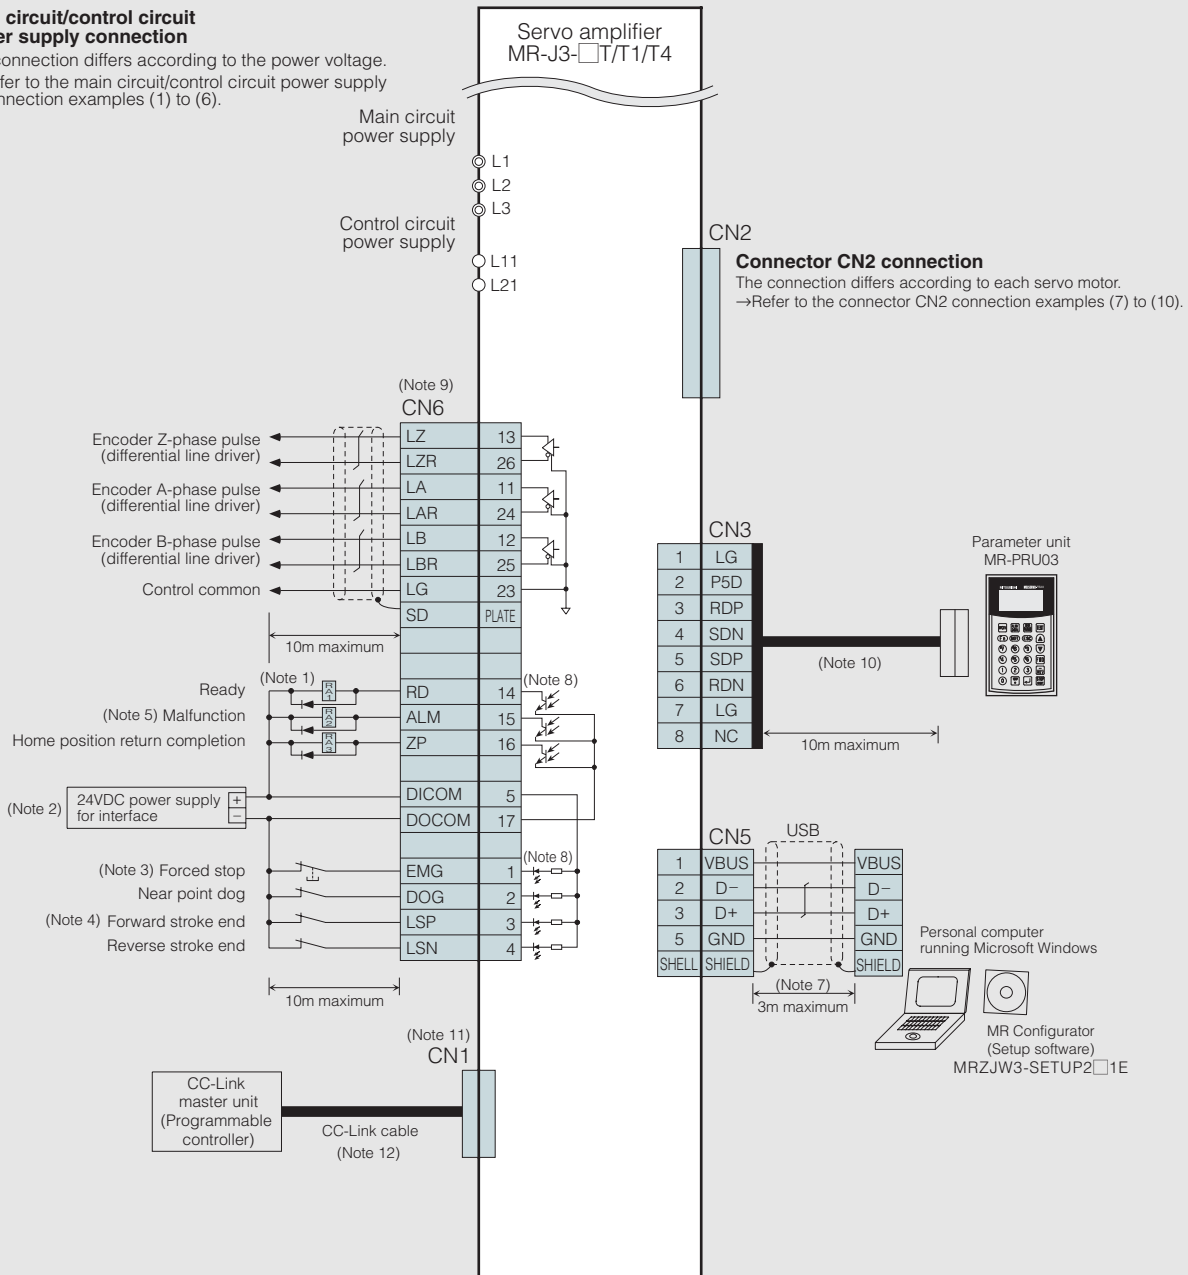 circuit/control circuit
supply connection
connection differs according to the power voltage.
to the main circuit/control circuit power supply
connection examples (1) to (6).
Servo amplifier
MR-J3-□T/T1/T4
Main circuit
power supply
L1
L2
L3
Control circuit
power supply
L11
L21
CN2
Connector CN2 connection
The connection differs according to each servo motor.
→Refer to the connector CN2 connection examples (7) to (10).
(Note 9)
CN6
Encoder Z-phase pulse
(differential line driver)
LZ 13
LZR 26
Encoder A-phase pulse
(differential line driver)
LA 11
LAR 24
Encoder B-phase pulse
(differential line driver)
LB 12
LBR 25
Control common
LG 23
SD PLATE
10m maximum
(Note 1)
(Note 8)
Ready RA1 RD 14
(Note 5) Malfunction RA2 ALM 15
Home position return completion RA3 ZP 16
(Note 2)
24VDC power supply +
for interface −
DICOM 5
DOCOM 17
(Note 8)
(Note 3) Forced stop EMG 1
Near point dog DOG 2
(Note 4) Forward stroke end LSP 3
Reverse stroke end LSN 4
10m maximum
(Note 11)
CN1
CC-Link
master unit
(Programmable
controller)
CC-Link cable
(Note 12)
CN3
1 LG
2 P5D
3 RDP
4 SDN
5 SDP
6 RDN
7 LG
8 NC
(Note 10)
10m maximum
Parameter unit
MR-PRU03
CN5
USB
1 VBUS VBUS
2 D− D−
3 D+ D+
5 GND GND
SHELL SHIELD SHIELD
(Note 7)
3m maximum
Personal computer
running Microsoft Windows
MR Configurator
(Setup software)
MRZJW3-SETUP2□1E